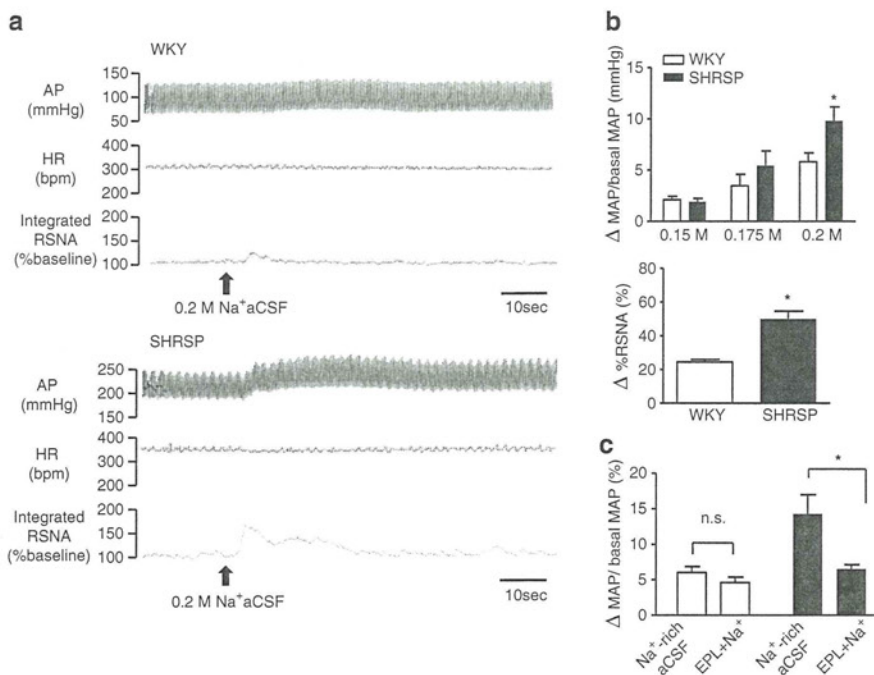 a
WKY
AP
(mmHg)
150
100
50
HR
(bpm)
400
300
200
Integrated
RSNA
(%baseline)
200
150
100
0.2 M Na+aCSF
10sec
SHRSP
AP
(mmHg)
250
200
150
HR
(bpm)
400
300
200
Integrated
RSNA
(%baseline)
200
150
100
0.2 M Na+aCSF
10sec
b
WKY
SHRSP
Δ MAP/basal MAP (mmHg)
15
10
5
0
*
0.15 M 0.175 M 0.2 M
Δ %RSNA (%)
80
60
40
20
0
*
WKY SHRSP
c
Δ MAP/ basal MAP (%)
20
15
10
5
0
n.s.
*
Na+-rich
aCSF
EPL+Na+
Na+-rich
aCSF
EPL+Na+